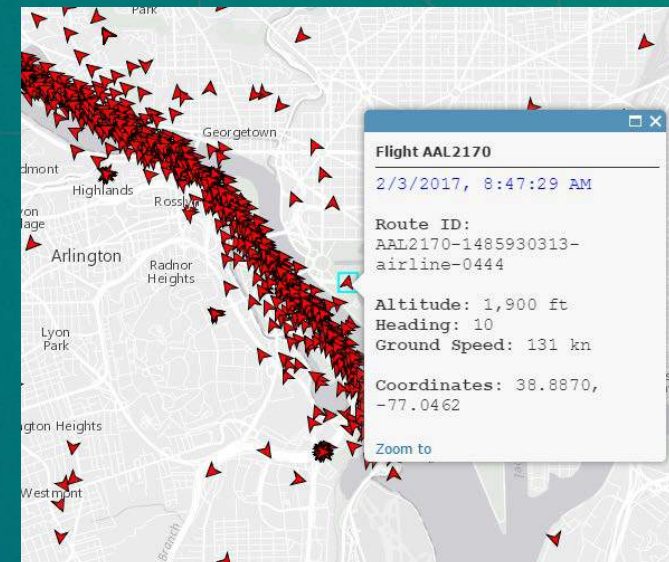 Park
Georgetown
dmont
Highlands
Rosslyn
yon
lage
Arlington
Radnor
Heights
Lyon
Park
gton Heights
Westmont
Branch
Flight AAL2170
2/3/2017, 8:47:29 AM
Route ID:
AAL2170-1485930313-
airline-0444
Altitude: 1,900 ft
Heading: 10
Ground Speed: 131 kn
Coordinates: 38.8870,
-77.0462
Zoom to